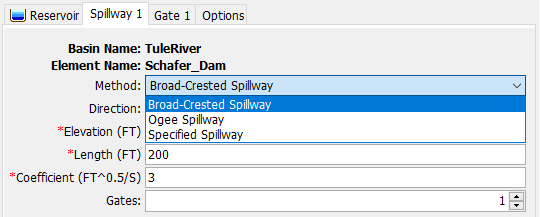 Reservoir Spillway 1 Gate 1 Options
Basin Name: TuleRiver
Element Name: Schafer_Dam
Method: Broad-Crested Spillway
Direction: Broad-Crested Spillway
Ogee Spillway
*Elevation (FT) Specified Spillway
*Length (FT) 200
*Coefficient (FT^0.5/S) 3
Gates: 1